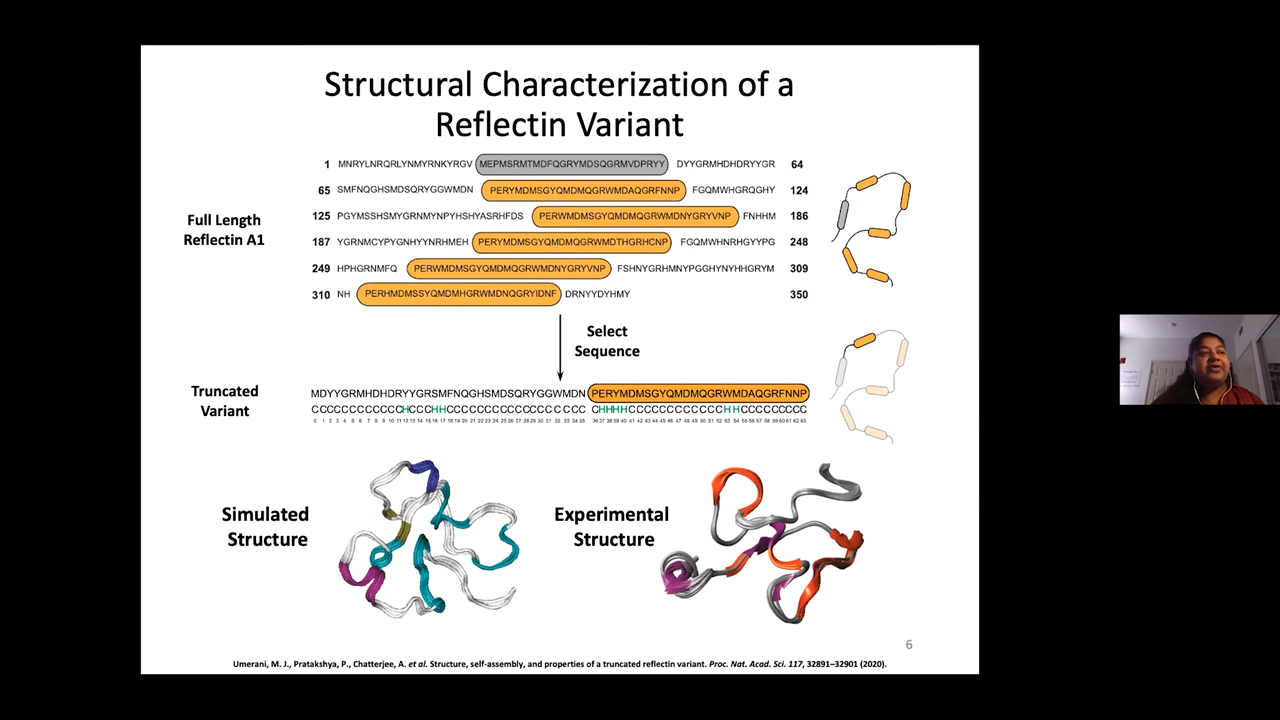 Structural Characterization of a
Reflectin Variant
1 MNRYLNRQRLYNMYRNKYRGV MEPMSRMTMDFQGRYMDSQGRMVDPRYY DYYGRMHDHDRYYGR 64
65 SMFNQGHSMDSQRYGGWMDN PERYMDMSGYQMDMQGRWMDAQGRFNNP FGQMWHGRQGHY 124
125 PGYMSSHSMYGRNMYNPYHSHYASRHFDS PERWMDMSGYQMDMQGRWMDNYGRYVNP FNHHM 186
Full Length
Reflectin A1
187 YGRNMCYPYGNHYYNRHMEH PERYMDMSGYQMDMQGRWMDTHGRHCNP FGQMWHNRHGYYPG 248
249 HPHGRNMFQ PERWMDMSGYQMDMQGRWMDNYGRYVNP FSHNYGRHMNYPGGHYNYHHGRYM 309
310 NH PERHMDMSSYQMDMHGRWMDNQGRYIDNF DRNYYDYHMY 350
Select
Sequence
Truncated
Variant
MDYYGRMHDHDRYYGRSMFNQGHSMDSQRYGGWMDN PERYMDMSGYQMDMQGRWMDAQGRFNNP
Simulated
Structure
Experimental
Structure
6
Umerani, M. J., Pratakshya, P., Chatterjee, A. et al. Structure, self-assembly, and properties of a truncated reflectin variant. Proc. Nat. Acad. Sci. 117, 32891–32901 (2020).